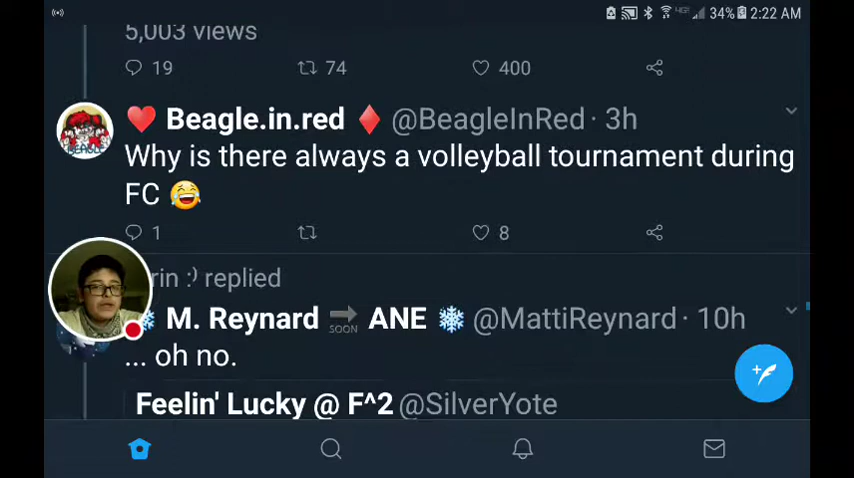 34% 2:22 AM
5,003 views
19 74 400
Beagle.in.red @BeagleInRed · 3h
Why is there always a volleyball tournament during
FC 😂
1 8
rin :) replied
M. Reynard SOON ANE @MattiReynard · 10h
... oh no.
Feelin' Lucky @ F^2 @SilverYote